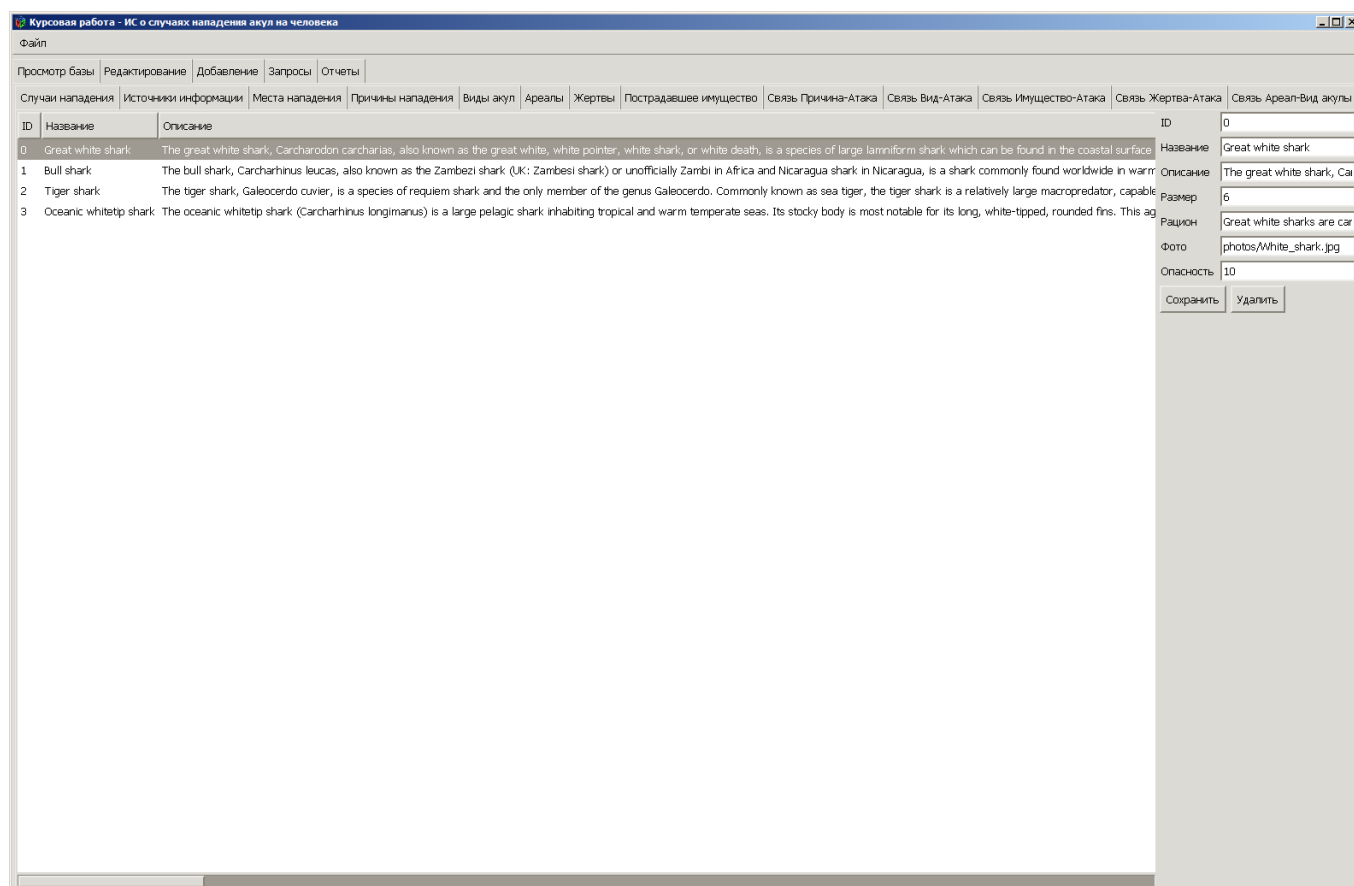 Курсовая работа - ИС о случаях нападения акул на человека
Файл
Просмотр базы Редактирование Добавление Запросы Отчеты
Случаи нападения Источники информации Места нападения Причины нападения Виды акул Ареалы Жертвы Пострадавшее имущество Связь Причина-Атака Связь Вид-Атака Связь Имущество-Атака Связь Жертва-Атака Связь Ареал-Вид акулы
ID Название Описание
0 Great white shark The great white shark, Carcharodon carcharias, also known as the great white, white pointer, white shark, or white death, is a species of large lamniform shark which can be found in the coastal surface
1 Bull shark The bull shark, Carcharhinus leucas, also known as the Zambezi shark (UK: Zambesi shark) or unofficially Zambi in Africa and Nicaragua shark in Nicaragua, is a shark commonly found worldwide in warm
2 Tiger shark The tiger shark, Galeocerdo cuvier, is a species of requiem shark and the only member of the genus Galeocerdo. Commonly known as sea tiger, the tiger shark is a relatively large macropredator, capable
3 Oceanic whitetip shark The oceanic whitetip shark (Carcharhinus longimanus) is a large pelagic shark inhabiting tropical and warm temperate seas. Its stocky body is most notable for its long, white-tipped, rounded fins. This ag
ID 0
Название Great white shark
Описание The great white shark, Car
Размер 6
Рацион Great white sharks are car
Фото photos/White_shark.jpg
Опасность 10
Сохранить Удалить